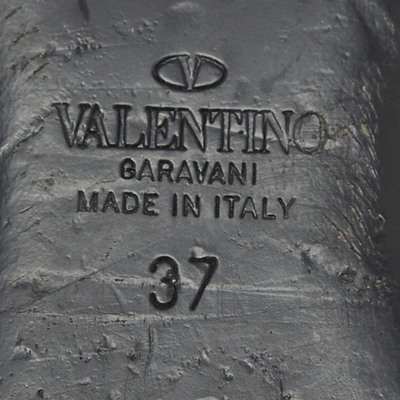 VALENTINO
GARAVANI
MADE IN ITALY
37